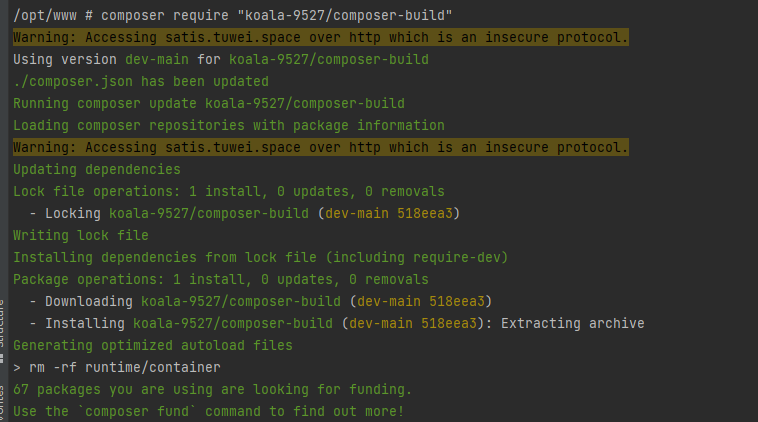 /opt/www # composer require "koala-9527/composer-build"
Warning: Accessing satis.tuwei.space over http which is an insecure protocol.
Using version dev-main for koala-9527/composer-build
./composer.json has been updated
Running composer update koala-9527/composer-build
Loading composer repositories with package information
Warning: Accessing satis.tuwei.space over http which is an insecure protocol.
Updating dependencies
Lock file operations: 1 install, 0 updates, 0 removals
  - Locking koala-9527/composer-build (dev-main 518eea3)
Writing lock file
Installing dependencies from lock file (including require-dev)
Package operations: 1 install, 0 updates, 0 removals
  - Downloading koala-9527/composer-build (dev-main 518eea3)
  - Installing koala-9527/composer-build (dev-main 518eea3): Extracting archive
Generating optimized autoload files
> rm -rf runtime/container
67 packages you are using are looking for funding.
Use the `composer fund` command to find out more!